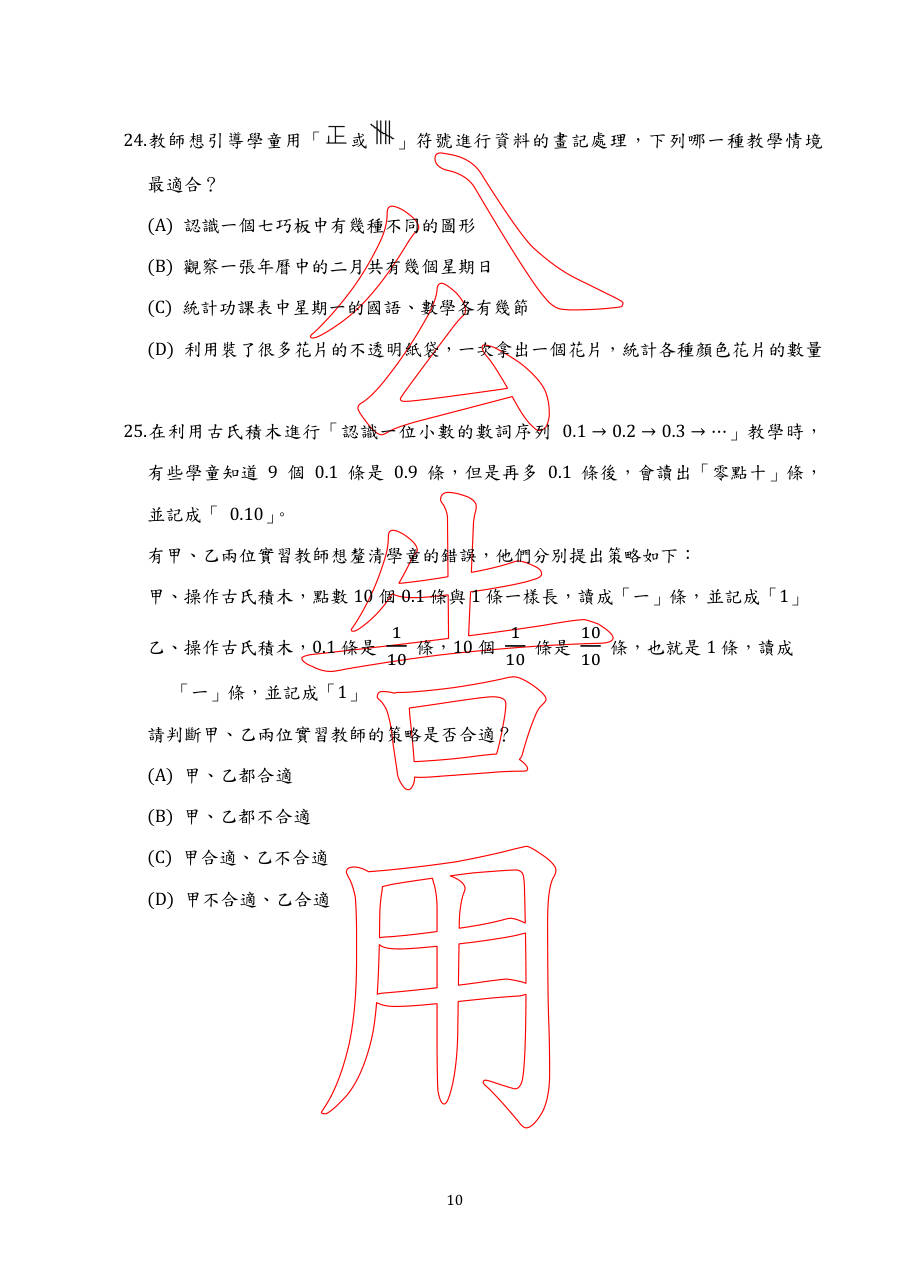 24.教師想引導學童用「正或卌」符號進行資料的畫記處理，下列哪一種教學情境
最適合？
(A) 認識一個七巧板中有幾種不同的圖形
(B) 觀察一張年曆中的二月共有幾個星期日
(C) 統計功課表中星期一的國語、數學各有幾節
(D) 利用裝了很多花片的不透明紙袋，一次拿出一個花片，統計各種顏色花片的數量
25.在利用古氏積木進行「認識一位小數的數詞序列 0.1→0.2→0.3→⋯」教學時，
有些學童知道 9 個 0.1 條是 0.9 條，但是再多 0.1 條後，會讀出「零點十」條，
並記成「 0.10」。
有甲、乙兩位實習教師想釐清學童的錯誤，他們分別提出策略如下：
甲、操作古氏積木，點數 10 個 0.1 條與 1 條一樣長，讀成「一」條，並記成「1」
乙、操作古氏積木，0.1 條是 1/10 條，10 個 1/10 條是 10/10 條，也就是 1 條，讀成
「一」條，並記成「1」
請判斷甲、乙兩位實習教師的策略是否合適？
(A) 甲、乙都合適
(B) 甲、乙都不合適
(C) 甲合適、乙不合適
(D) 甲不合適、乙合適
公告用
10